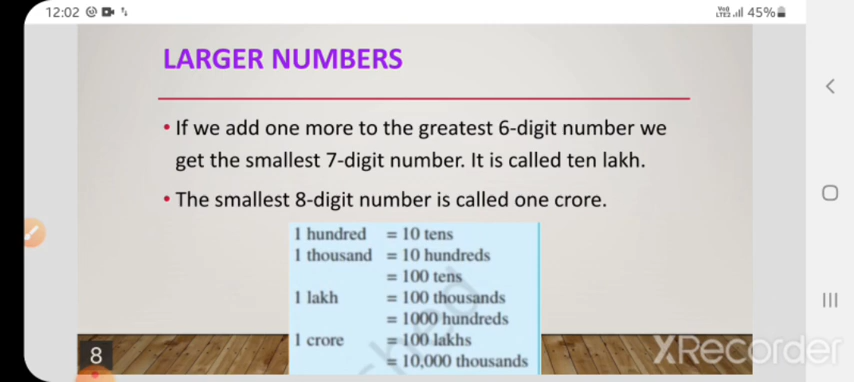 12:02
Vo)) LTE2 45%
LARGER NUMBERS
• If we add one more to the greatest 6-digit number we
get the smallest 7-digit number. It is called ten lakh.
• The smallest 8-digit number is called one crore.
1 hundred = 10 tens
1 thousand = 10 hundreds
= 100 tens
1 lakh = 100 thousands
= 1000 hundreds
1 crore = 100 lakhs
= 10,000 thousands
8
XRecorder